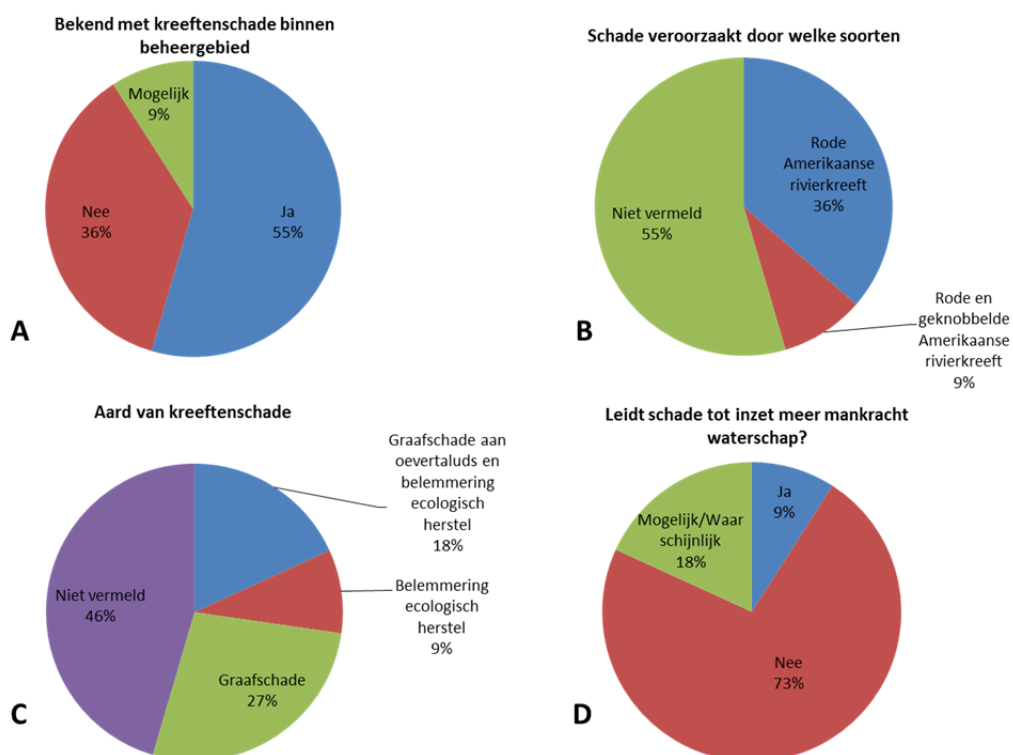 Bekend met kreeftenschade binnen
beheergebied
Mogelijk
9%
Nee
36%
Ja
55%
A
Schade veroorzaakt door welke soorten
Rode
Amerikaanse
rivierkreeft
36%
Niet vermeld
55%
Rode en
geknobbelde
Amerikaanse
rivierkreeft
9%
B
Aard van kreeftenschade
Graafschade aan
oevertaluds en
belemmering
ecologisch
herstel
18%
Belemmering
ecologisch
herstel
9%
Niet vermeld
46%
Graafschade
27%
C
Leidt schade tot inzet meer mankracht
waterschap?
Ja
9%
Mogelijk/Waar
schijnlijk
18%
Nee
73%
D